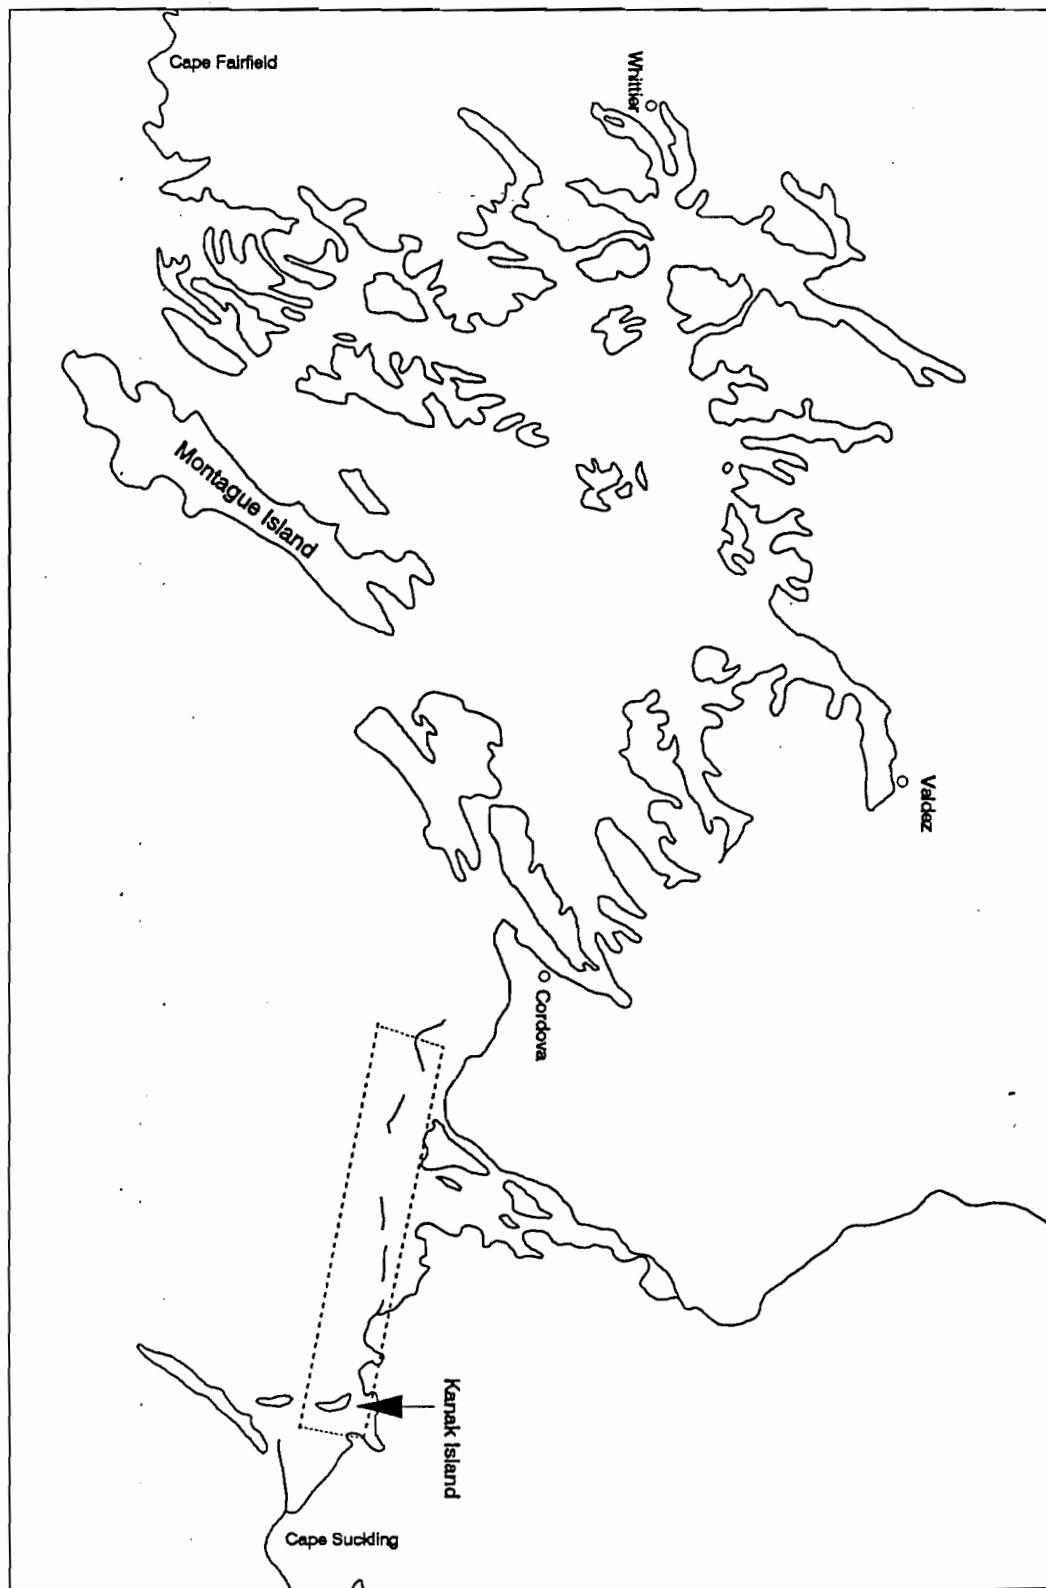 Cape Fairfield
Whittier
Montague Island
Valdez
Cordova
Kanak Island
Cape Suckling